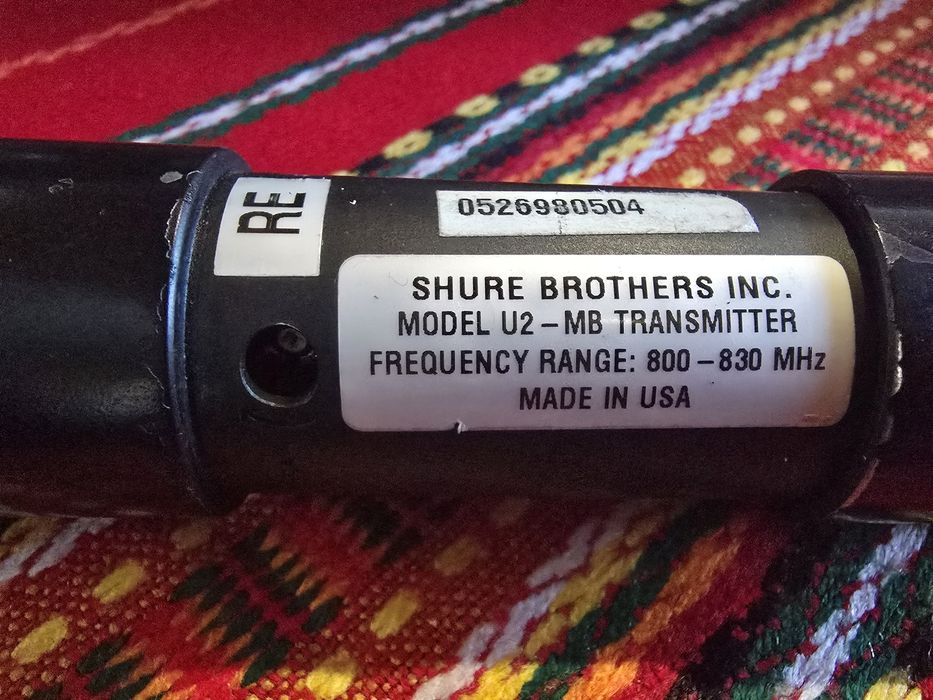 RE
0526980504
SHURE BROTHERS INC.
MODEL U2-MB TRANSMITTER
FREQUENCY RANGE: 800-830 MHz
MADE IN USA